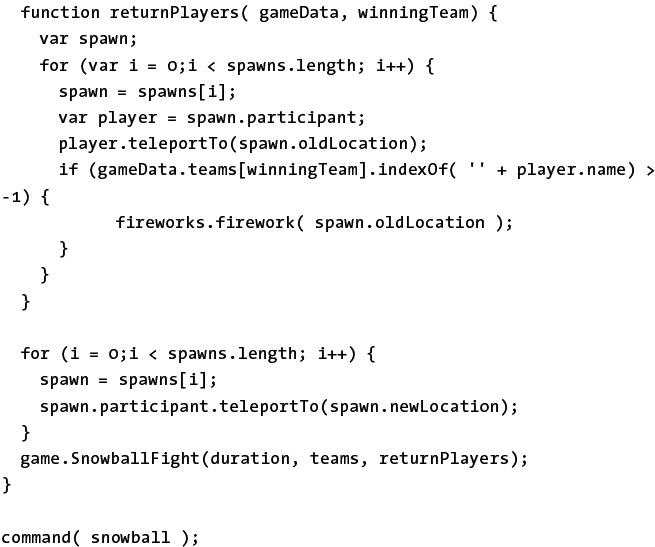 function returnPlayers( gameData, winningTeam) {
var spawn;
for (var i = 0;i < spawns.length; i++) {
spawn = spawns[i];
var player = spawn.participant;
player.teleportTo(spawn.oldLocation);
if (gameData.teams[winningTeam].indexOf( '' + player.name) >
-1) {
fireworks.firework( spawn.oldLocation );
}
}
}
for (i = 0;i < spawns.length; i++) {
spawn = spawns[i];
spawn.participant.teleportTo(spawn.newLocation);
}
game.SnowballFight(duration, teams, returnPlayers);
}
command( snowball );